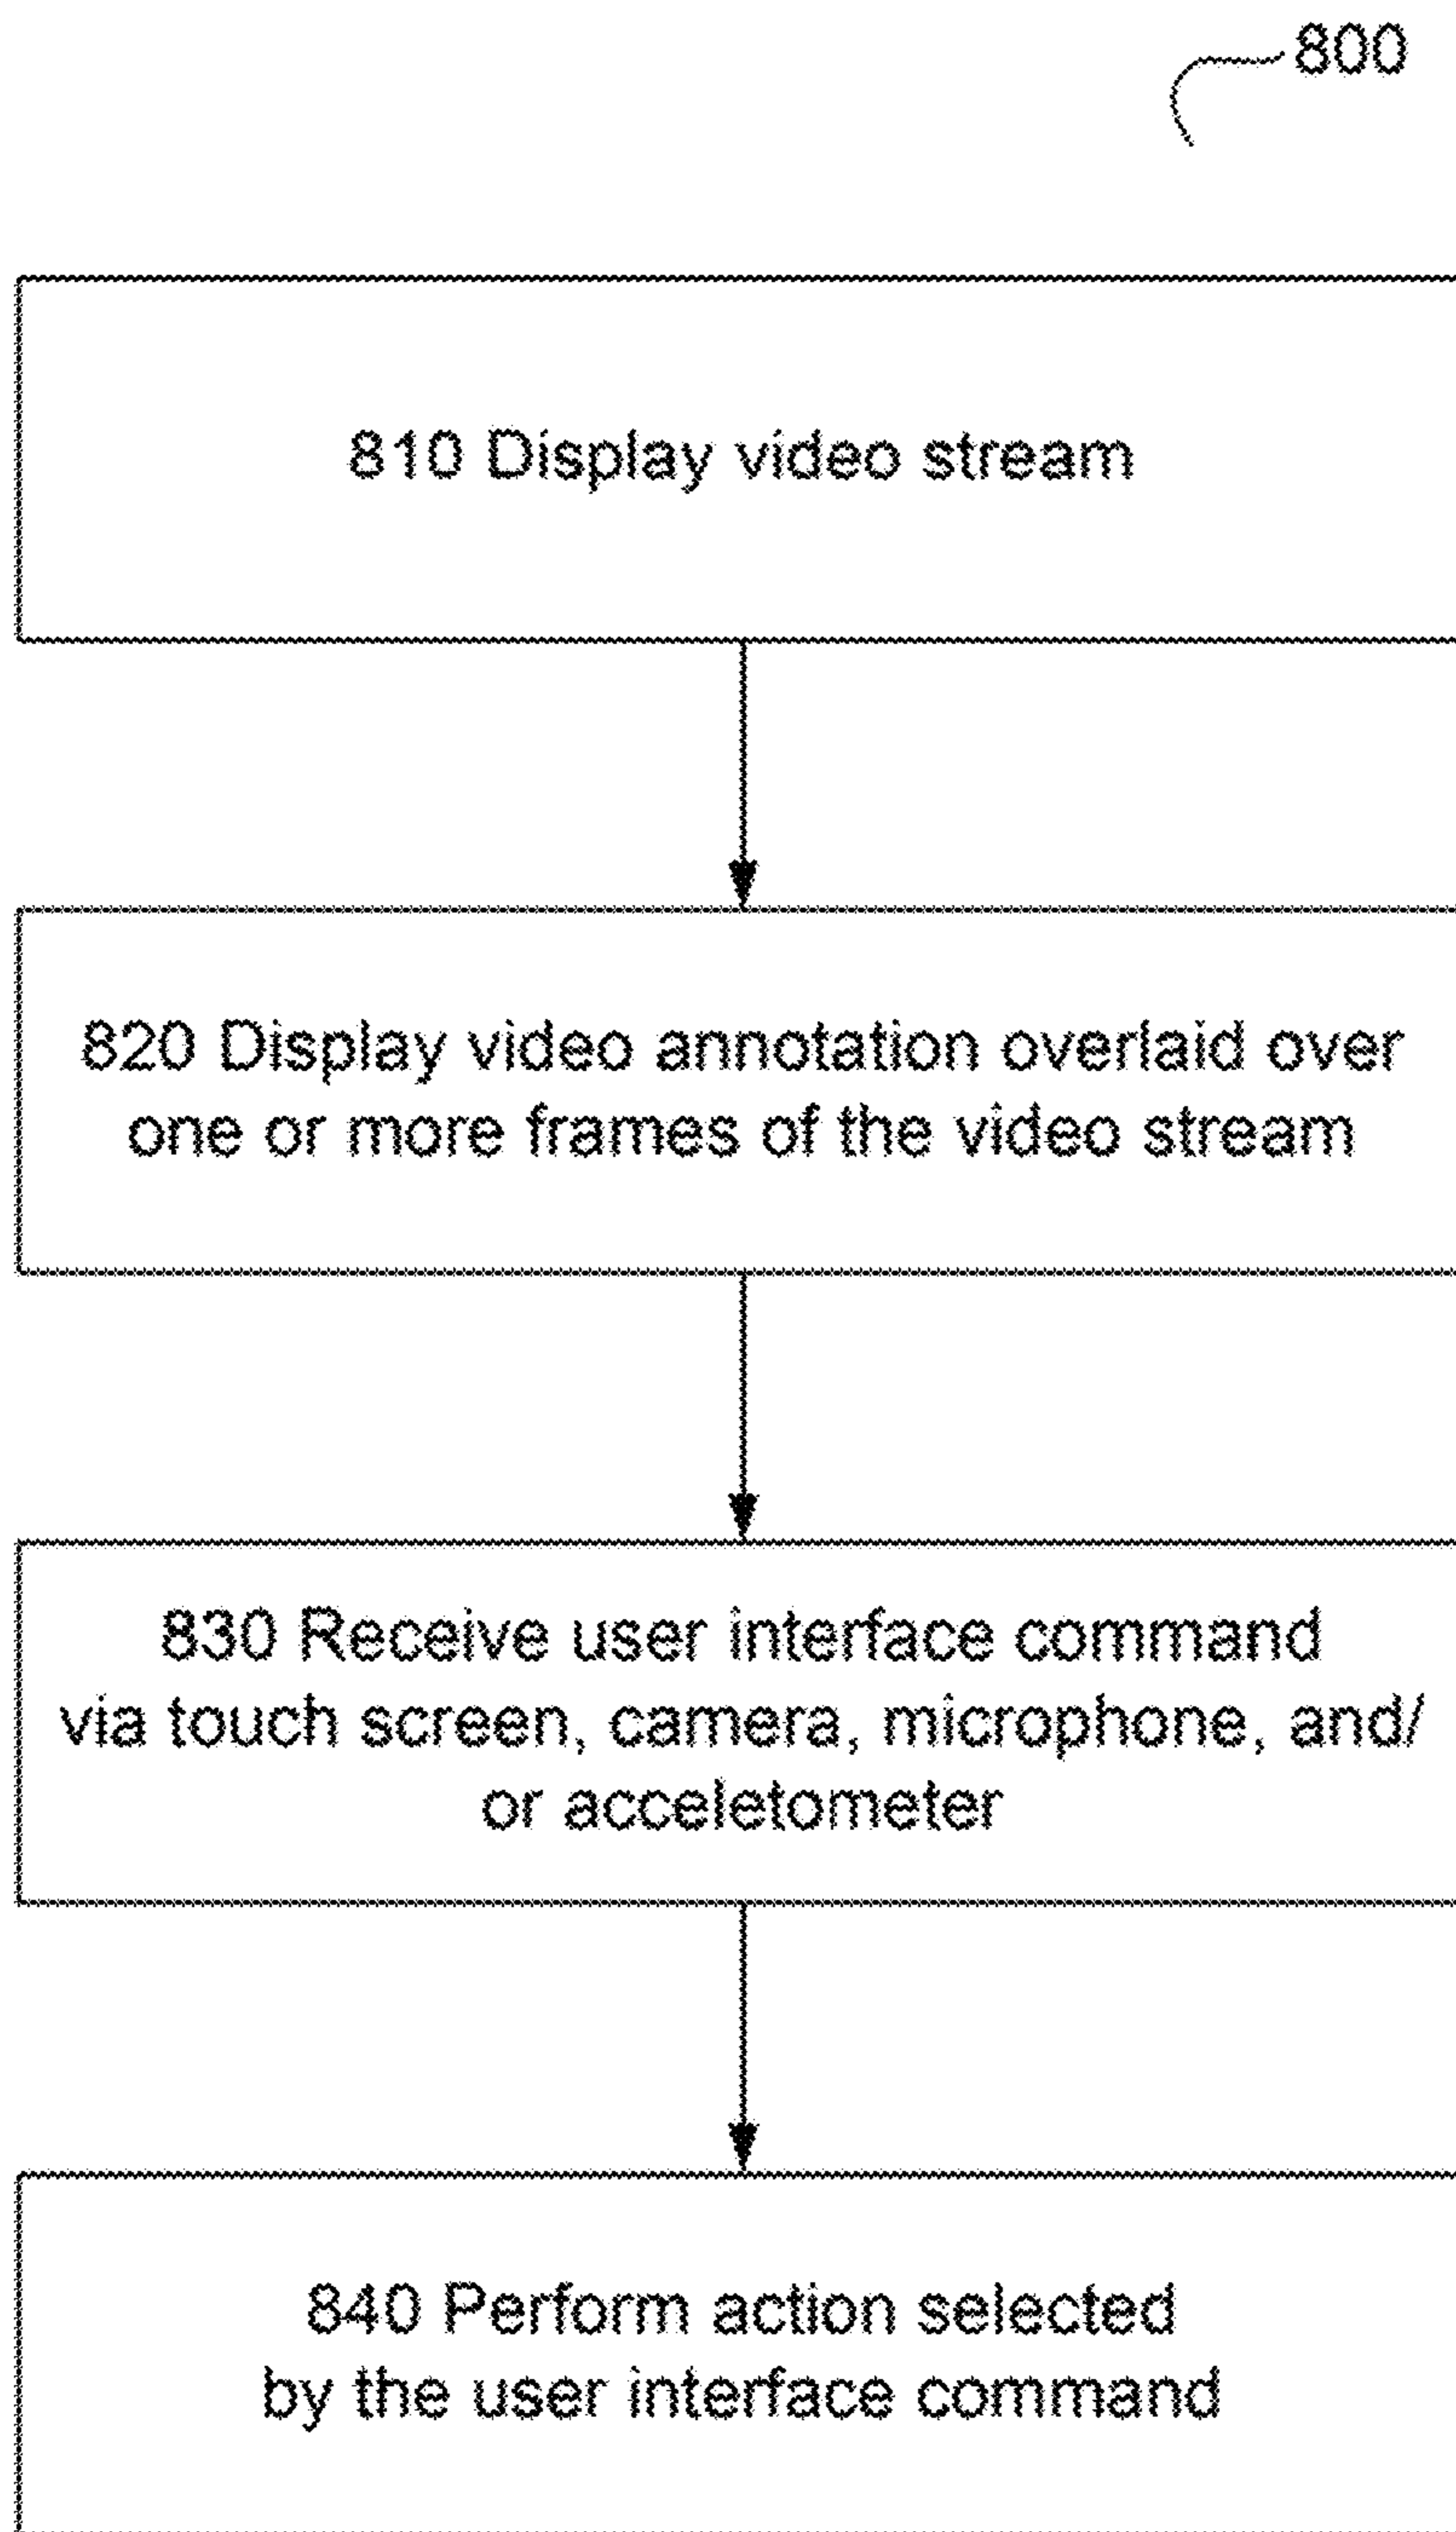 800
810 Display video stream
820 Display video annotation overlaid over
one or more frames of the video stream
830 Receive user interface command
via touch screen, camera, microphone, and/
or acceletometer
840 Perform action selected
by the user interface command